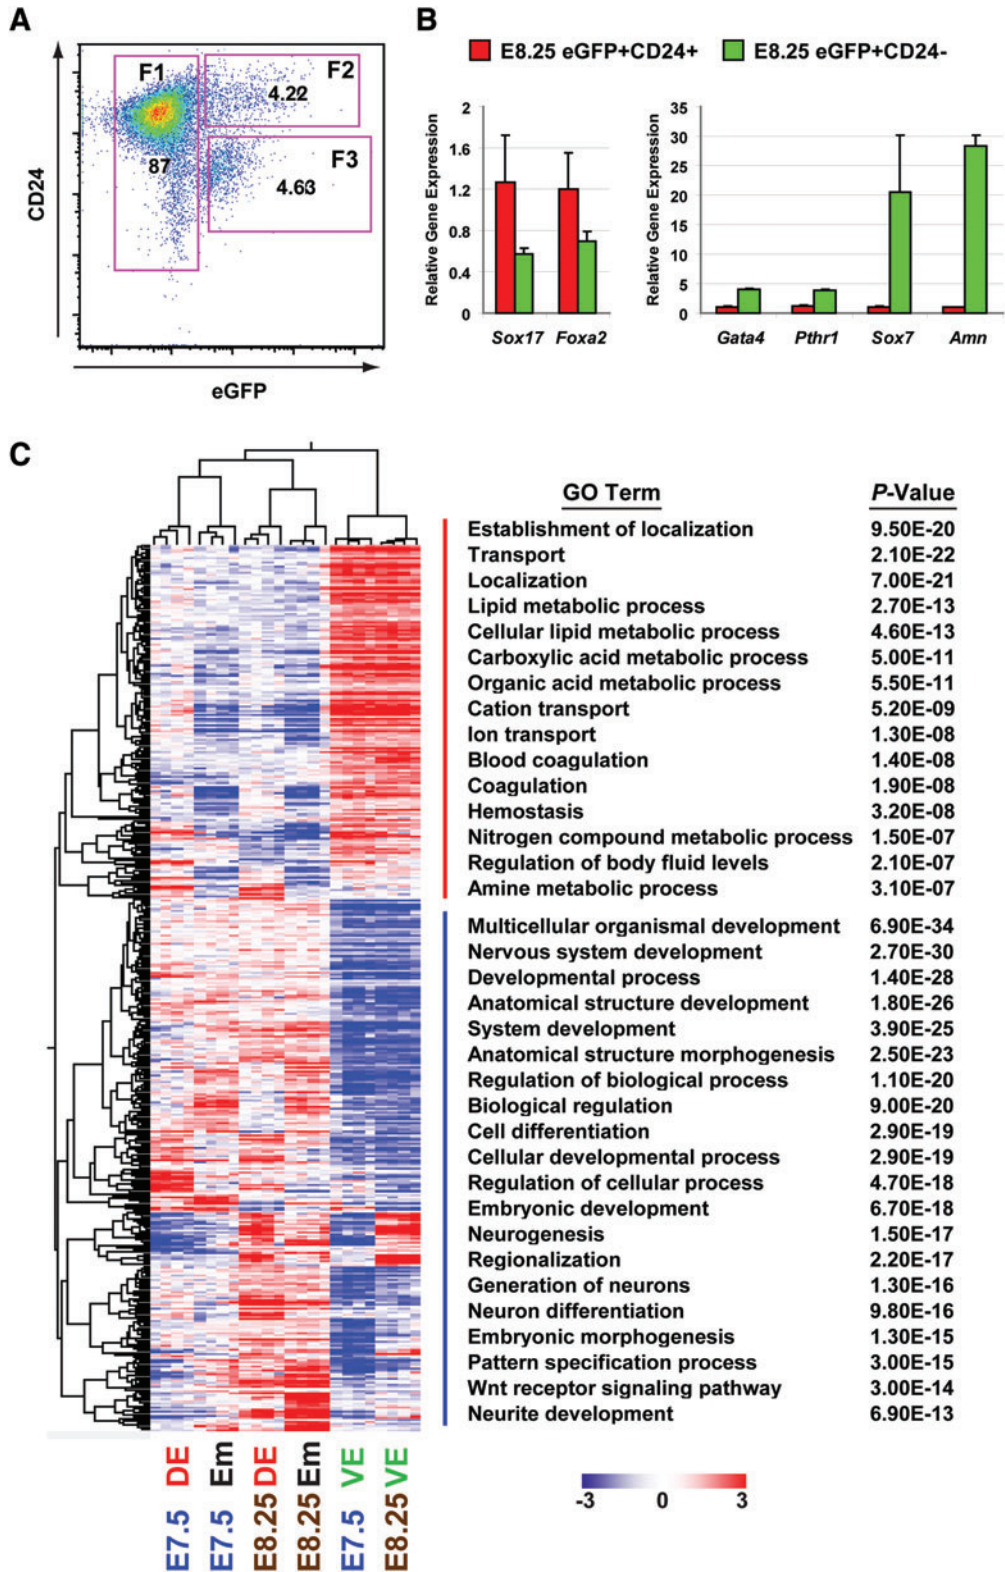 A
F1
F2
4.22
F3
87
4.63
CD24
eGFP
B
E8.25 eGFP+CD24+
E8.25 eGFP+CD24-
Relative Gene Expression
2
1.6
1.2
0.8
0.4
0
Sox17 Foxa2
Relative Gene Expression
35
30
25
20
15
10
5
0
Gata4 Pthr1 Sox7 Amn
C
GO Term P-Value
Establishment of localization 9.50E-20
Transport 2.10E-22
Localization 7.00E-21
Lipid metabolic process 2.70E-13
Cellular lipid metabolic process 4.60E-13
Carboxylic acid metabolic process 5.00E-11
Organic acid metabolic process 5.50E-11
Cation transport 5.20E-09
Ion transport 1.30E-08
Blood coagulation 1.40E-08
Coagulation 1.90E-08
Hemostasis 3.20E-08
Nitrogen compound metabolic process 1.50E-07
Regulation of body fluid levels 2.10E-07
Amine metabolic process 3.10E-07
Multicellular organismal development 6.90E-34
Nervous system development 2.70E-30
Developmental process 1.40E-28
Anatomical structure development 1.80E-26
System development 3.90E-25
Anatomical structure morphogenesis 2.50E-23
Regulation of biological process 1.10E-20
Biological regulation 9.00E-20
Cell differentiation 2.90E-19
Cellular developmental process 2.90E-19
Regulation of cellular process 4.70E-18
Embryonic development 6.70E-18
Neurogenesis 1.50E-17
Regionalization 2.20E-17
Generation of neurons 1.30E-16
Neuron differentiation 9.80E-16
Embryonic morphogenesis 1.30E-15
Pattern specification process 3.00E-15
Wnt receptor signaling pathway 3.00E-14
Neurite development 6.90E-13
E7.5 DE
E7.5 Em
E8.25 DE
E8.25 Em
E7.5 VE
E8.25 VE
-3 0 3